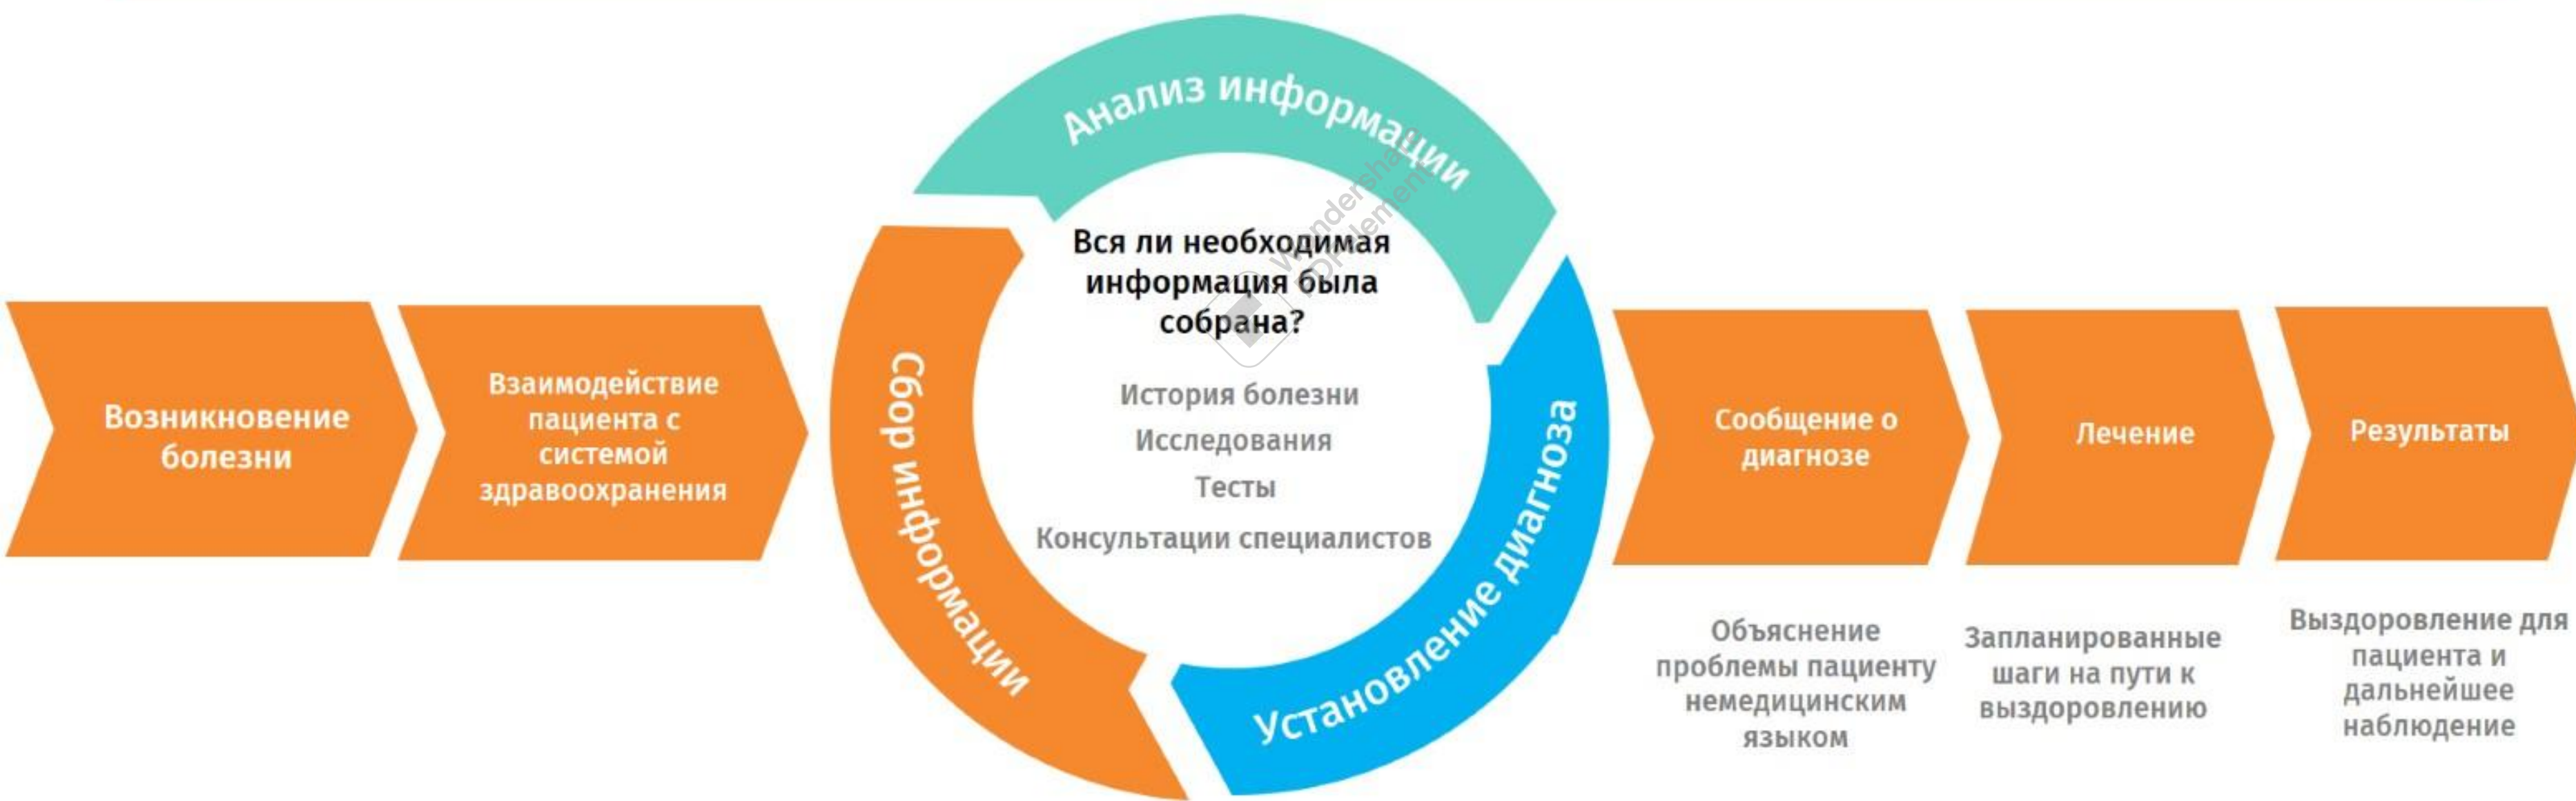 Возникновение
болезни
Взаимодействие
пациента с
системой
здравоохранения
Сбор информации
Анализ информации
Установление диагноза
Вся ли необходимая
информация была
собрана?
История болезни
Исследования
Тесты
Консультации специалистов
Wondershare
PDFelement
Сообщение о
диагнозе
Объяснение
проблемы пациенту
немедицинским
языком
Лечение
Запланированные
шаги на пути к
выздоровлению
Результаты
Выздоровление для
пациента и
дальнейшее
наблюдение